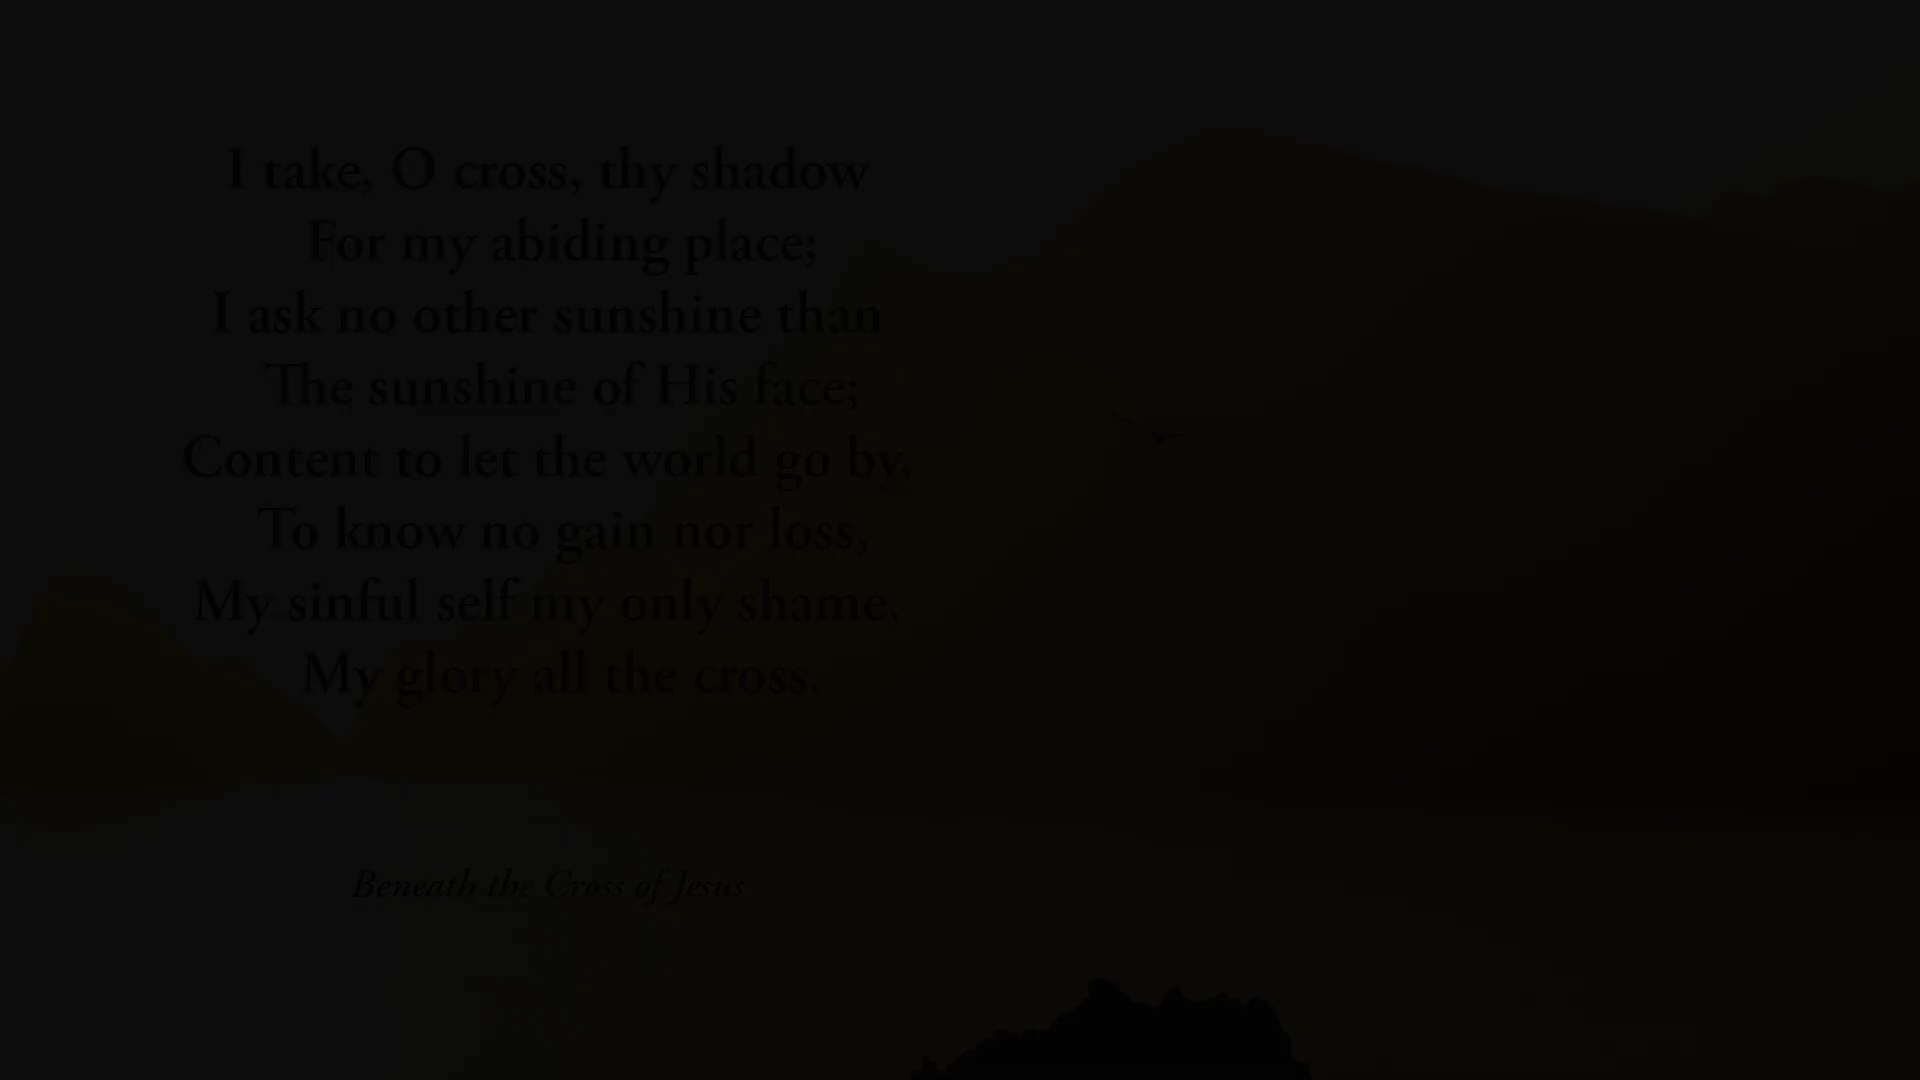 I take, O cross, thy shadow
For my abiding place;
I ask no other sunshine than
The sunshine of His face;
Content to let the world go by,
To know no gain nor loss,
My sinful self my only shame,
My glory all the cross.
Beneath the Cross of Jesus